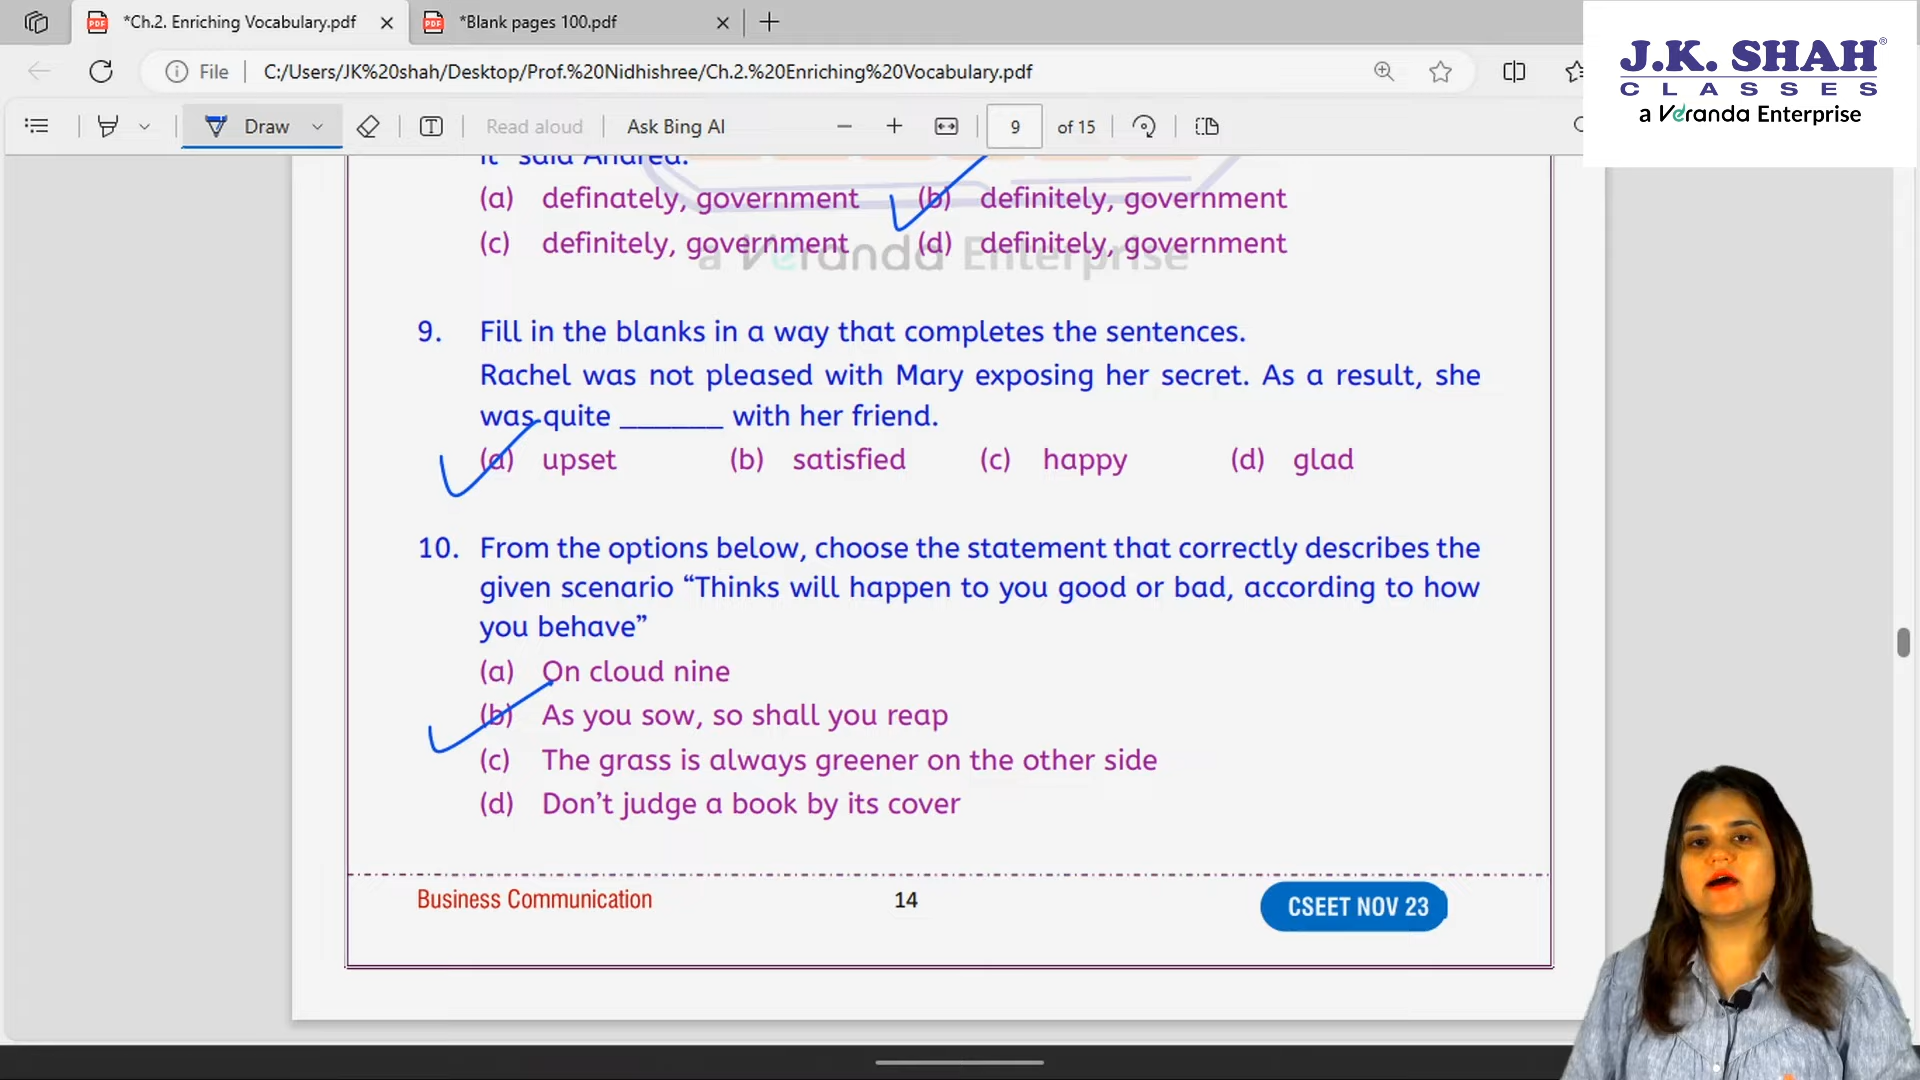 *Ch.2. Enriching Vocabulary.pdf
*Blank pages 100.pdf
File
C:/Users/JK%20shah/Desktop/Prof.%20Nidhishree/Ch.2.%20Enriching%20Vocabulary.pdf
J.K. SHAH®
CLASSES
a Veranda Enterprise
Draw
Read aloud
Ask Bing AI
9
of 15
it" said Andrea.
(a) definately, government (b) definitely, government
(c) definitely, government (d) definitely, government
a Veranda Enterprise
9. Fill in the blanks in a way that completes the sentences.
Rachel was not pleased with Mary exposing her secret. As a result, she
was quite _______ with her friend.
(a) upset (b) satisfied (c) happy (d) glad
10. From the options below, choose the statement that correctly describes the
given scenario “Thinks will happen to you good or bad, according to how
you behave”
(a) On cloud nine
(b) As you sow, so shall you reap
(c) The grass is always greener on the other side
(d) Don’t judge a book by its cover
Business Communication
14
CSEET NOV 23